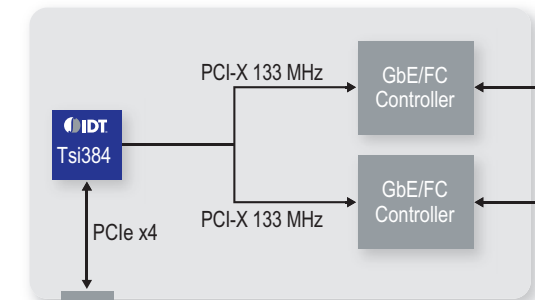 PCI-X 133 MHz
GbE/FC
Controller
IDT
Tsi384
GbE/FC
Controller
PCI-X 133 MHz
PCIe x4